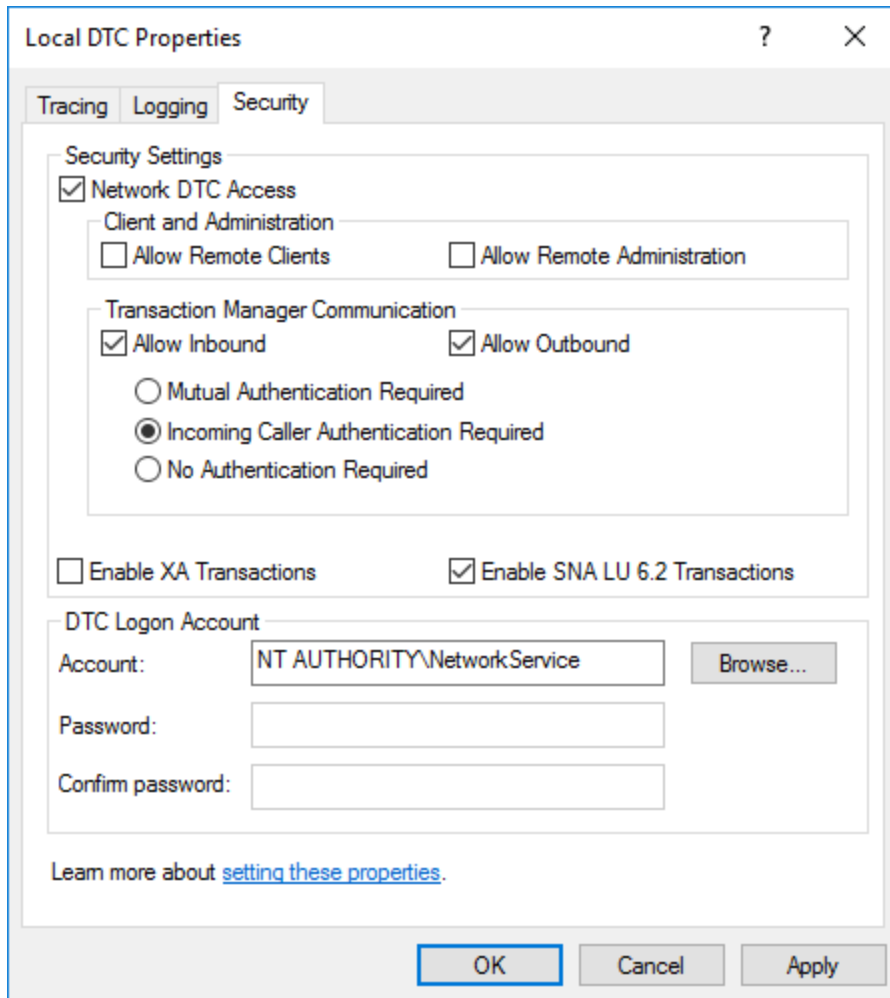 Local DTC Properties ?
Tracing Logging Security
Security Settings
Network DTC Access
Client and Administration
Allow Remote Clients Allow Remote Administration
Transaction Manager Communication
Allow Inbound Allow Outbound
Mutual Authentication Required
Incoming Caller Authentication Required
No Authentication Required
Enable XA Transactions Enable SNA LU 6.2 Transactions
DTC Logon Account
Account: NT AUTHORITY\NetworkService Browse...
Password:
Confirm password:
Learn more about setting these properties.
OK Cancel Apply